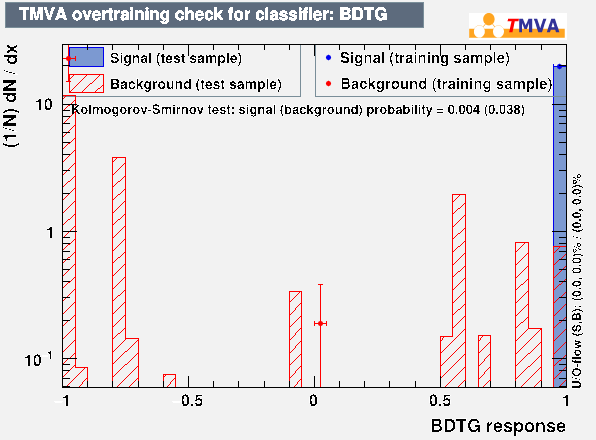 TMVA overtraining check for classifier: BDTG
TMVA
Signal (test sample)
Background (test sample)
Signal (training sample)
Background (training sample)
Kolmogorov-Smirnov test: signal (background) probability = 0.004 (0.038)
(1/N) dN / dx
10
1
10⁻¹
-1
-0.5
0
0.5
1
BDTG response
U/O-flow (S,B): (0.0, 0.0)% / (0.0, 0.0)%